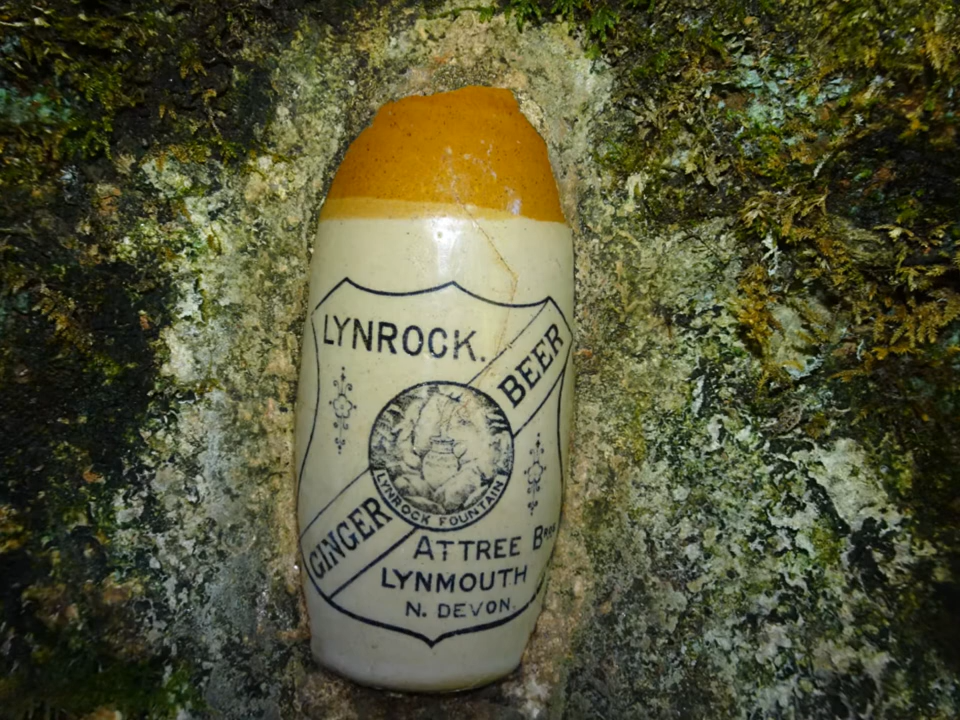 LYNROCK.
GINGER BEER
LYNROCK FOUNTAIN
ATTREE Bros
LYNMOUTH
N. DEVON.